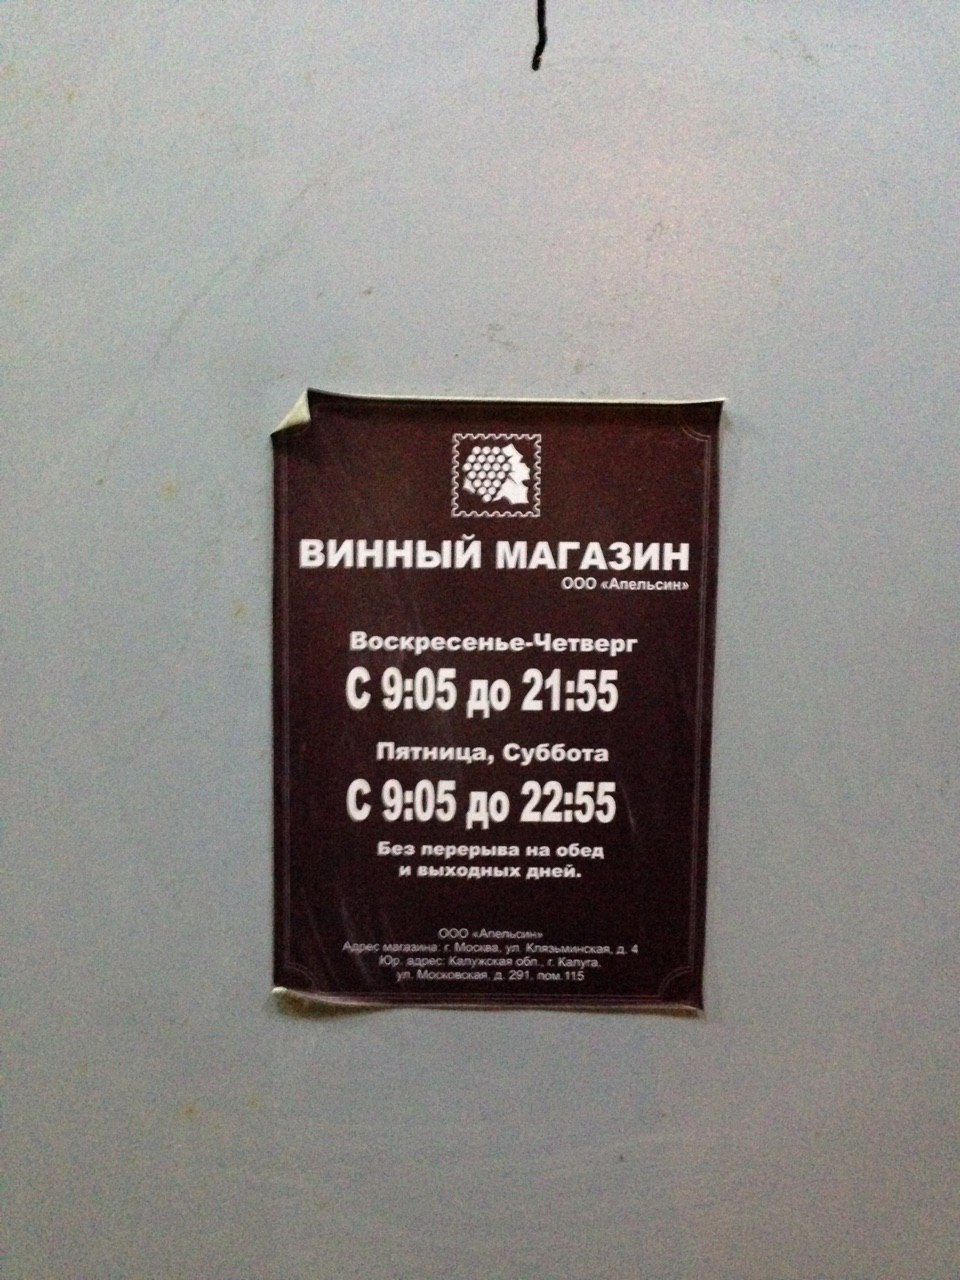 ВИННЫЙ МАГАЗИН
ООО «Апельсин»
Воскресенье-Четверг
С 9:05 до 21:55
Пятница, Суббота
С 9:05 до 22:55
Без перерыва на обед
и выходных дней.
ООО «Апельсин»
Адрес магазина: г. Москва, ул. Клязьминская, д. 4
Юр. адрес: Калужская обл., г. Калуга,
ул. Московская, д. 291, пом.115